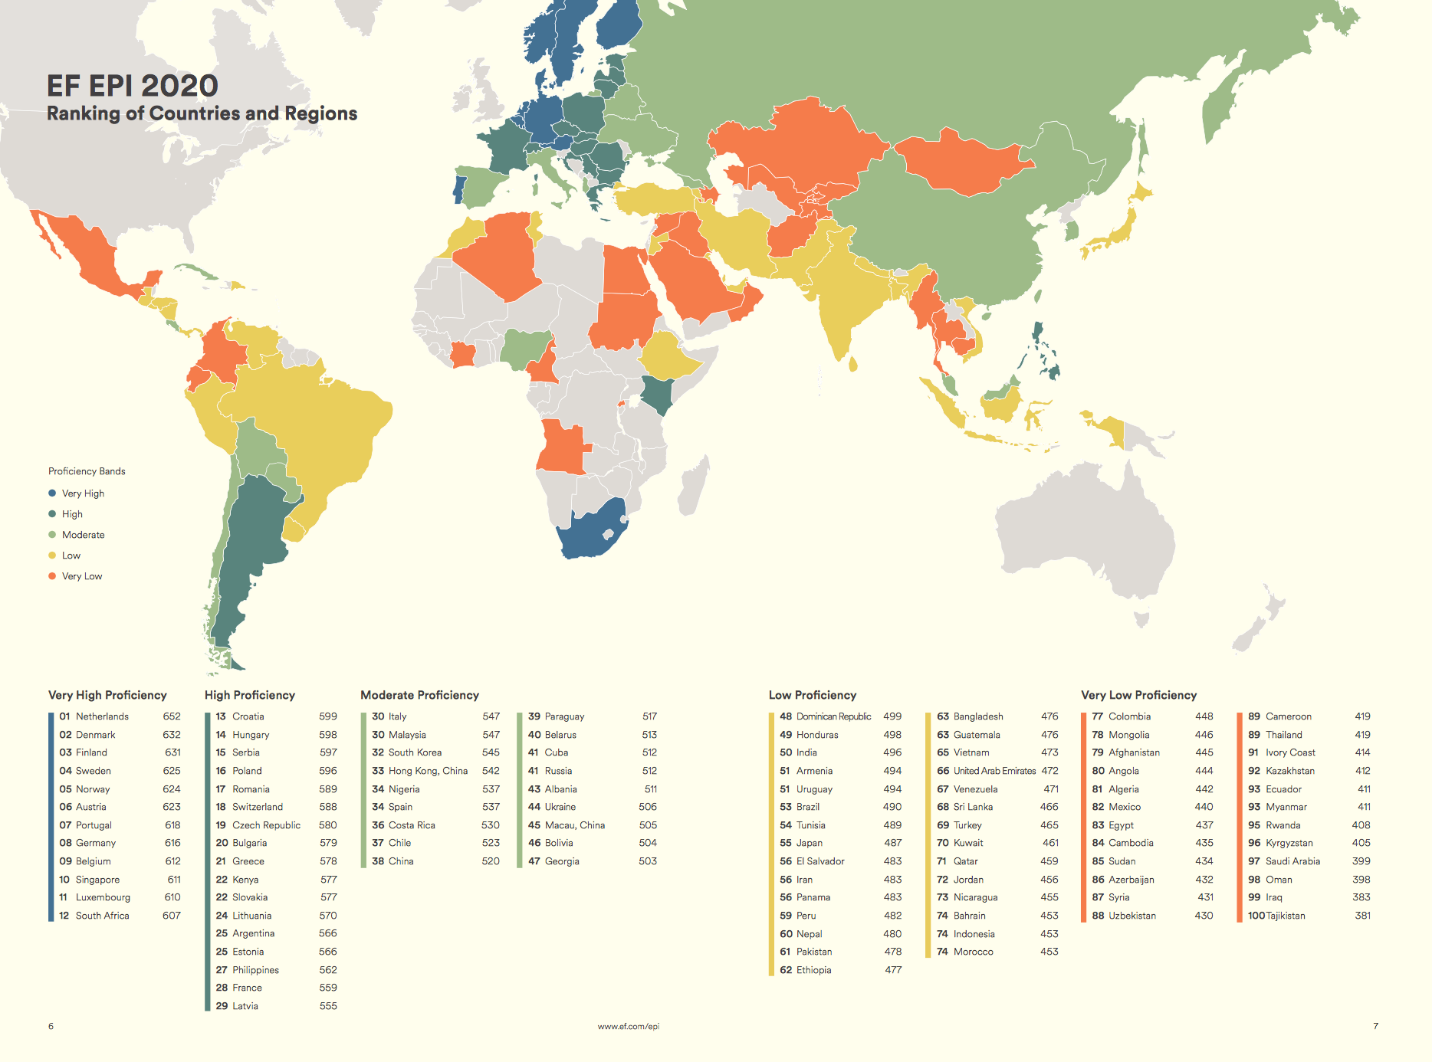 EF EPI 2020
Ranking of Countries and Regions
Proficiency Bands
Very High
High
Moderate
Low
Very Low
Very High Proficiency
01 Netherlands 652
02 Denmark 632
03 Finland 631
04 Sweden 625
05 Norway 624
06 Austria 623
07 Portugal 618
08 Germany 616
09 Belgium 612
10 Singapore 611
11 Luxembourg 610
12 South Africa 607
High Proficiency
13 Croatia 599
14 Hungary 598
15 Serbia 597
16 Poland 596
17 Romania 589
18 Switzerland 588
19 Czech Republic 580
20 Bulgaria 579
21 Greece 578
22 Kenya 577
22 Slovakia 577
24 Lithuania 570
25 Argentina 566
25 Estonia 566
27 Philippines 562
28 France 559
29 Latvia 555
Moderate Proficiency
30 Italy 547
30 Malaysia 547
32 South Korea 545
33 Hong Kong, China 542
34 Nigeria 537
34 Spain 537
36 Costa Rica 530
37 Chile 523
38 China 520
39 Paraguay 517
40 Belarus 513
41 Cuba 512
41 Russia 512
43 Albania 511
44 Ukraine 506
45 Macau, China 505
46 Bolivia 504
47 Georgia 503
Low Proficiency
48 Dominican Republic 499
49 Honduras 498
50 India 496
51 Armenia 494
51 Uruguay 494
53 Brazil 490
54 Tunisia 489
55 Japan 487
56 El Salvador 483
56 Iran 483
56 Panama 483
59 Peru 482
60 Nepal 480
61 Pakistan 478
62 Ethiopia 477
63 Bangladesh 476
63 Guatemala 476
65 Vietnam 473
66 United Arab Emirates 472
67 Venezuela 471
68 Sri Lanka 466
69 Turkey 465
70 Kuwait 461
71 Qatar 459
72 Jordan 456
73 Nicaragua 455
74 Bahrain 453
74 Indonesia 453
74 Morocco 453
Very Low Proficiency
77 Colombia 448
78 Mongolia 446
79 Afghanistan 445
80 Angola 444
81 Algeria 442
82 Mexico 440
83 Egypt 437
84 Cambodia 435
85 Sudan 434
86 Azerbaijan 432
87 Syria 431
88 Uzbekistan 430
89 Cameroon 419
89 Thailand 419
91 Ivory Coast 414
92 Kazakhstan 412
93 Ecuador 411
93 Myanmar 411
95 Rwanda 408
96 Kyrgyzstan 405
97 Saudi Arabia 399
98 Oman 398
99 Iraq 383
100 Tajikistan 381
6
www.ef.com/epi
7